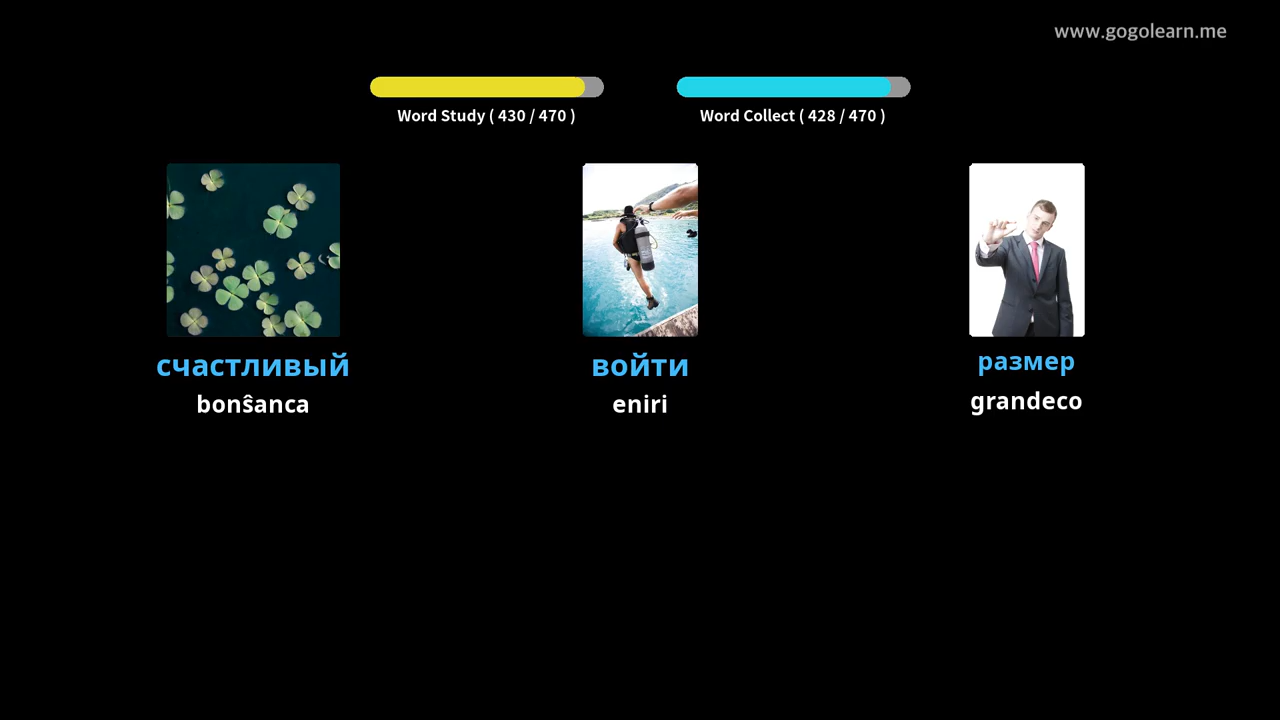 www.gogolearn.me
Word Study ( 430 / 470 )
Word Collect ( 428 / 470 )
счастливый
bonŝanca
войти
eniri
размер
grandeco